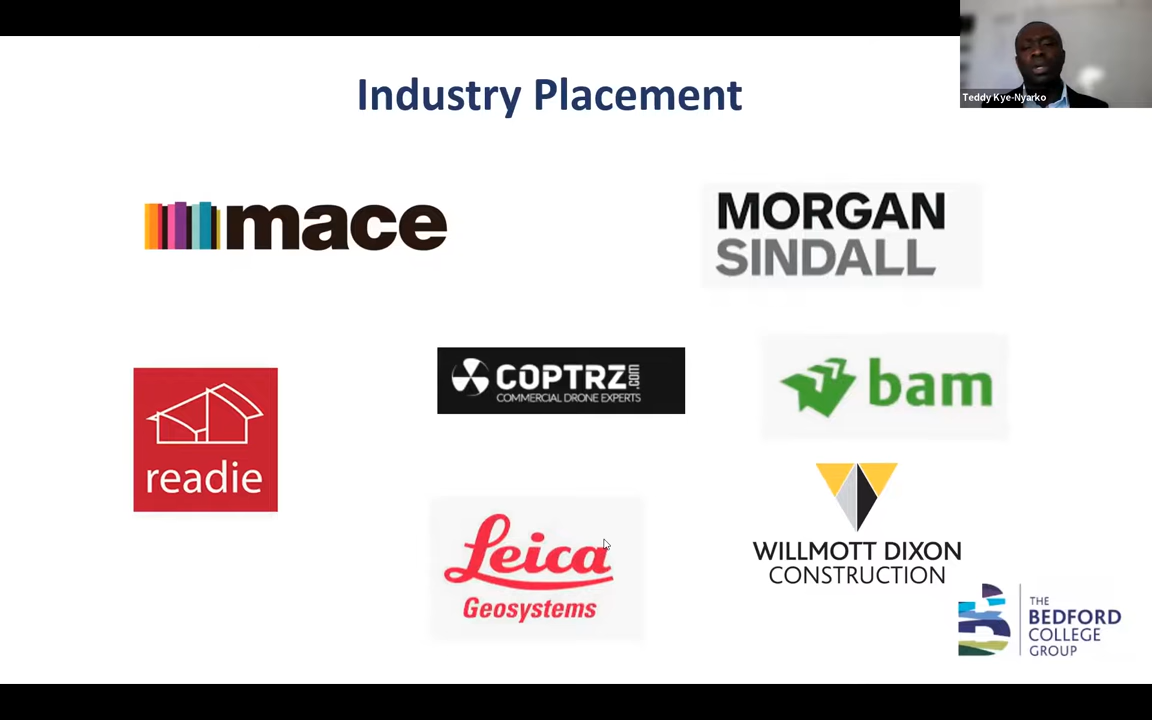 Industry Placement
Teddy Kye-Nyarko
mace
MORGAN
SINDALL
readie
COPTRZ.com
COMMERCIAL DRONE EXPERTS
bam
Leica
Geosystems
WILLMOTT DIXON
CONSTRUCTION
THE
BEDFORD
COLLEGE
GROUP